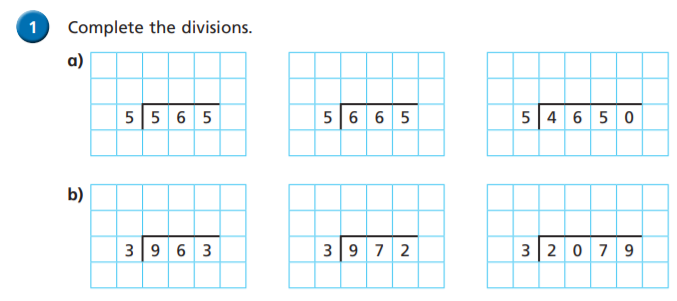 1 Complete the divisions.
a)
5 5 6 5 5 6 6 5 5 4 6 5 0
b)
3 9 6 3 3 9 7 2 3 2 0 7 9